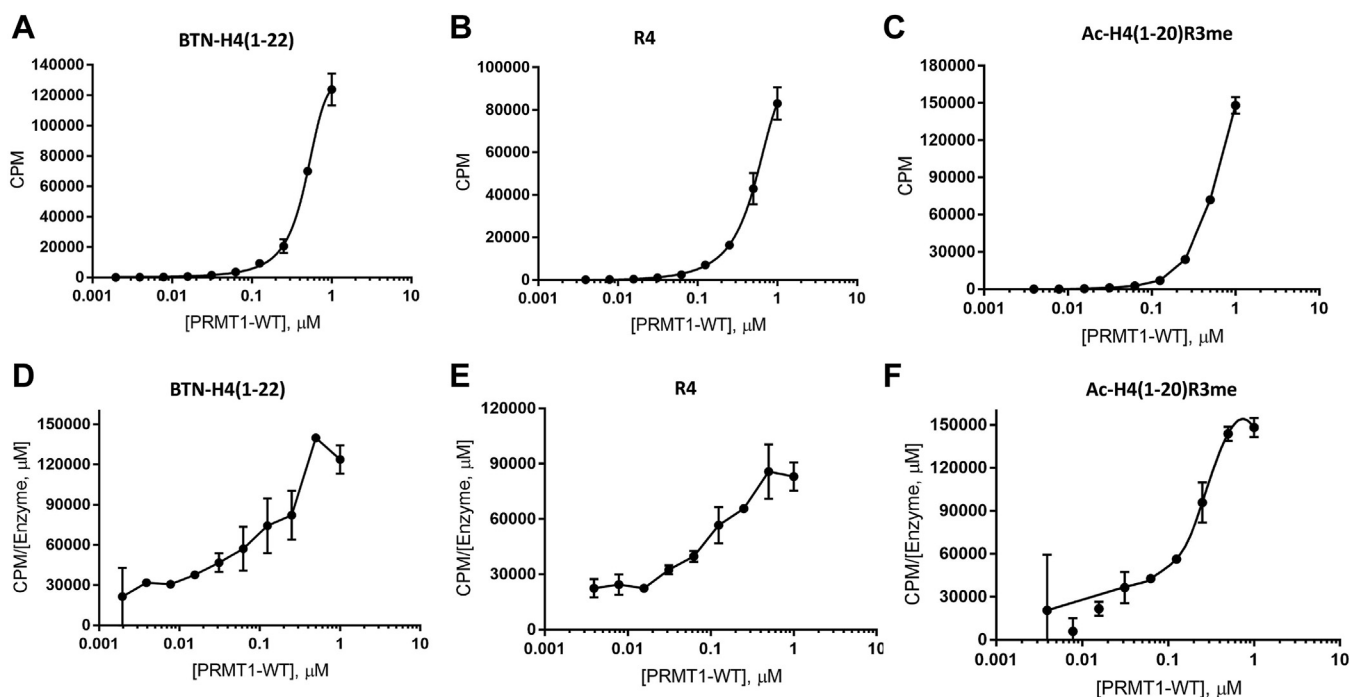 A
BTN-H4(1-22)
CPM
140000
120000
100000
80000
60000
40000
20000
0
0.001
0.1
1
10
[PRMT1-WT], μM
B
R4
CPM
100000
80000
60000
40000
20000
0
0.001
0.01
0.1
1
10
[PRMT1-WT], μM
C
Ac-H4(1-20)R3me
CPM
180000
150000
120000
90000
60000
30000
0
0.001
0.01
0.1
1
10
[PRMT1-WT], μM
D
BTN-H4(1-22)
CPM/[Enzyme, μM]
150000
120000
90000
60000
30000
0
0.001
0.01
0.1
1
10
[PRMT1-WT], μM
E
R4
CPM/[Enzyme, μM]
120000
90000
60000
30000
0
0.001
0.01
0.1
1
10
[PRMT1-WT], μM
F
Ac-H4(1-20)R3me
CPM/[Enzyme, μM]
150000
120000
90000
60000
30000
0
0.001
0.01
0.1
1
10
[PRMT1-WT], μM